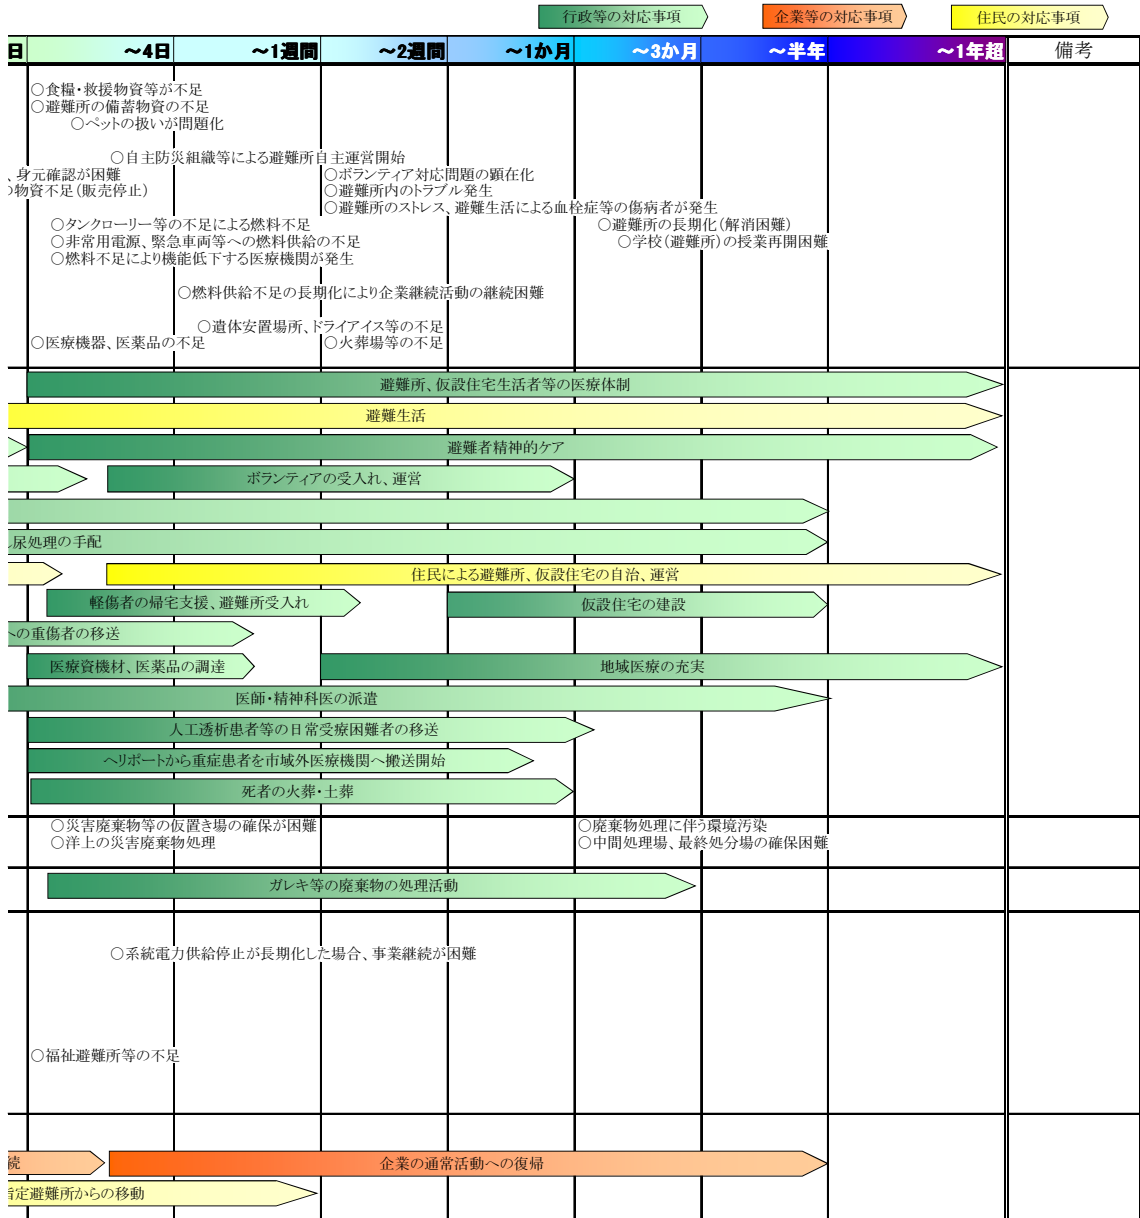 行政等の対応事項 企業等の対応事項 住民の対応事項
日 ～4日 ～1週間 ～2週間 ～1か月 ～3か月 ～半年 ～1年超 備考
○食糧・救援物資等が不足
○避難所の備蓄物資の不足
○ペットの扱いが問題化
○自主防災組織等による避難所自主運営開始
、身元確認が困難 ○ボランティア対応問題の顕在化
の物資不足(販売停止) ○避難所内のトラブル発生
○避難所のストレス、避難生活による血栓症等の傷病者が発生
○タンクローリー等の不足による燃料不足 ○避難所の長期化(解消困難)
○非常用電源、緊急車両等への燃料供給の不足 ○学校(避難所)の授業再開困難
○燃料不足により機能低下する医療機関が発生
○燃料供給不足の長期化により企業継続活動の継続困難
○遺体安置場所、ドライアイス等の不足
○医療機器、医薬品の不足 ○火葬場等の不足
避難所、仮設住宅生活者等の医療体制
避難生活
避難者精神的ケア
ボランティアの受入れ、運営
し尿処理の手配
住民による避難所、仮設住宅の自治、運営
軽傷者の帰宅支援、避難所受入れ 仮設住宅の建設
への重傷者の移送
医療資機材、医薬品の調達 地域医療の充実
医師・精神科医の派遣
人工透析患者等の日常受療困難者の移送
ヘリポートから重症患者を市域外医療機関へ搬送開始
死者の火葬・土葬
○災害廃棄物等の仮置き場の確保が困難 ○廃棄物処理に伴う環境汚染
○洋上の災害廃棄物処理 ○中間処理場、最終処分場の確保困難
ガレキ等の廃棄物の処理活動
○系統電力供給停止が長期化した場合、事業継続が困難
○福祉避難所等の不足
続 企業の通常活動への復帰
指定避難所からの移動